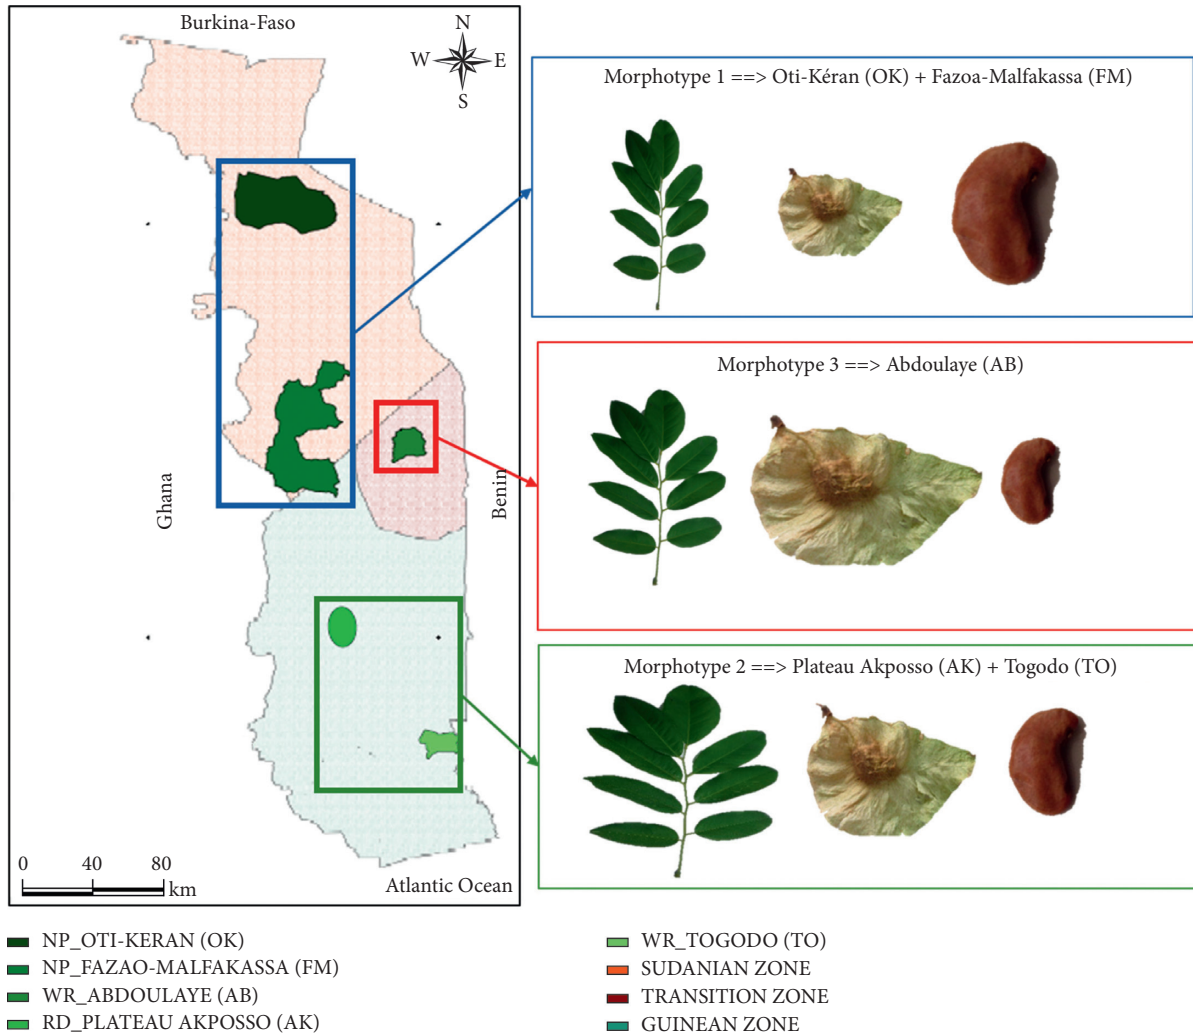 Burkina-Faso
N
W E
S
Ghana
Benin
0 40 80
km
Atlantic Ocean
Morphotype 1 ==> Oti-Kéran (OK) + Fazoa-Malfakassa (FM)
Morphotype 3 ==> Abdoulaye (AB)
Morphotype 2 ==> Plateau Akposso (AK) + Togodo (TO)
NP_OTI-KERAN (OK)
NP_FAZAO-MALFAKASSA (FM)
WR_ABDOULAYE (AB)
RD_PLATEAU AKPOSSO (AK)
WR_TOGODO (TO)
SUDANIAN ZONE
TRANSITION ZONE
GUINEAN ZONE